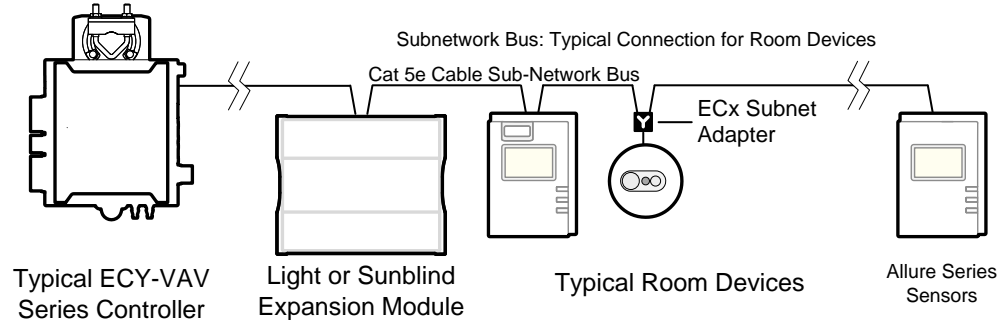 Subnetwork Bus: Typical Connection for Room Devices
Cat 5e Cable Sub-Network Bus
ECx Subnet
Adapter
Typical ECY-VAV
Series Controller
Light or Sunblind
Expansion Module
Typical Room Devices
Allure Series
Sensors